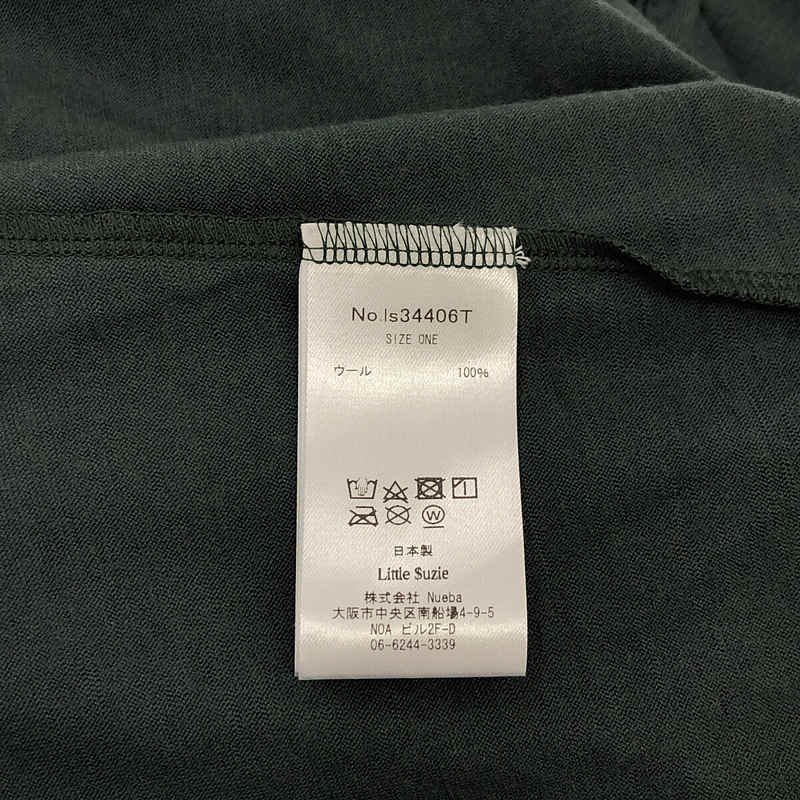 No.ls34406T
SIZE ONE
ウール 100%
W
日本製
Little $uzie
株式会社 Nueba
大阪市中央区南船場4-9-5
NOA ビル2F-D
06-6244-3339